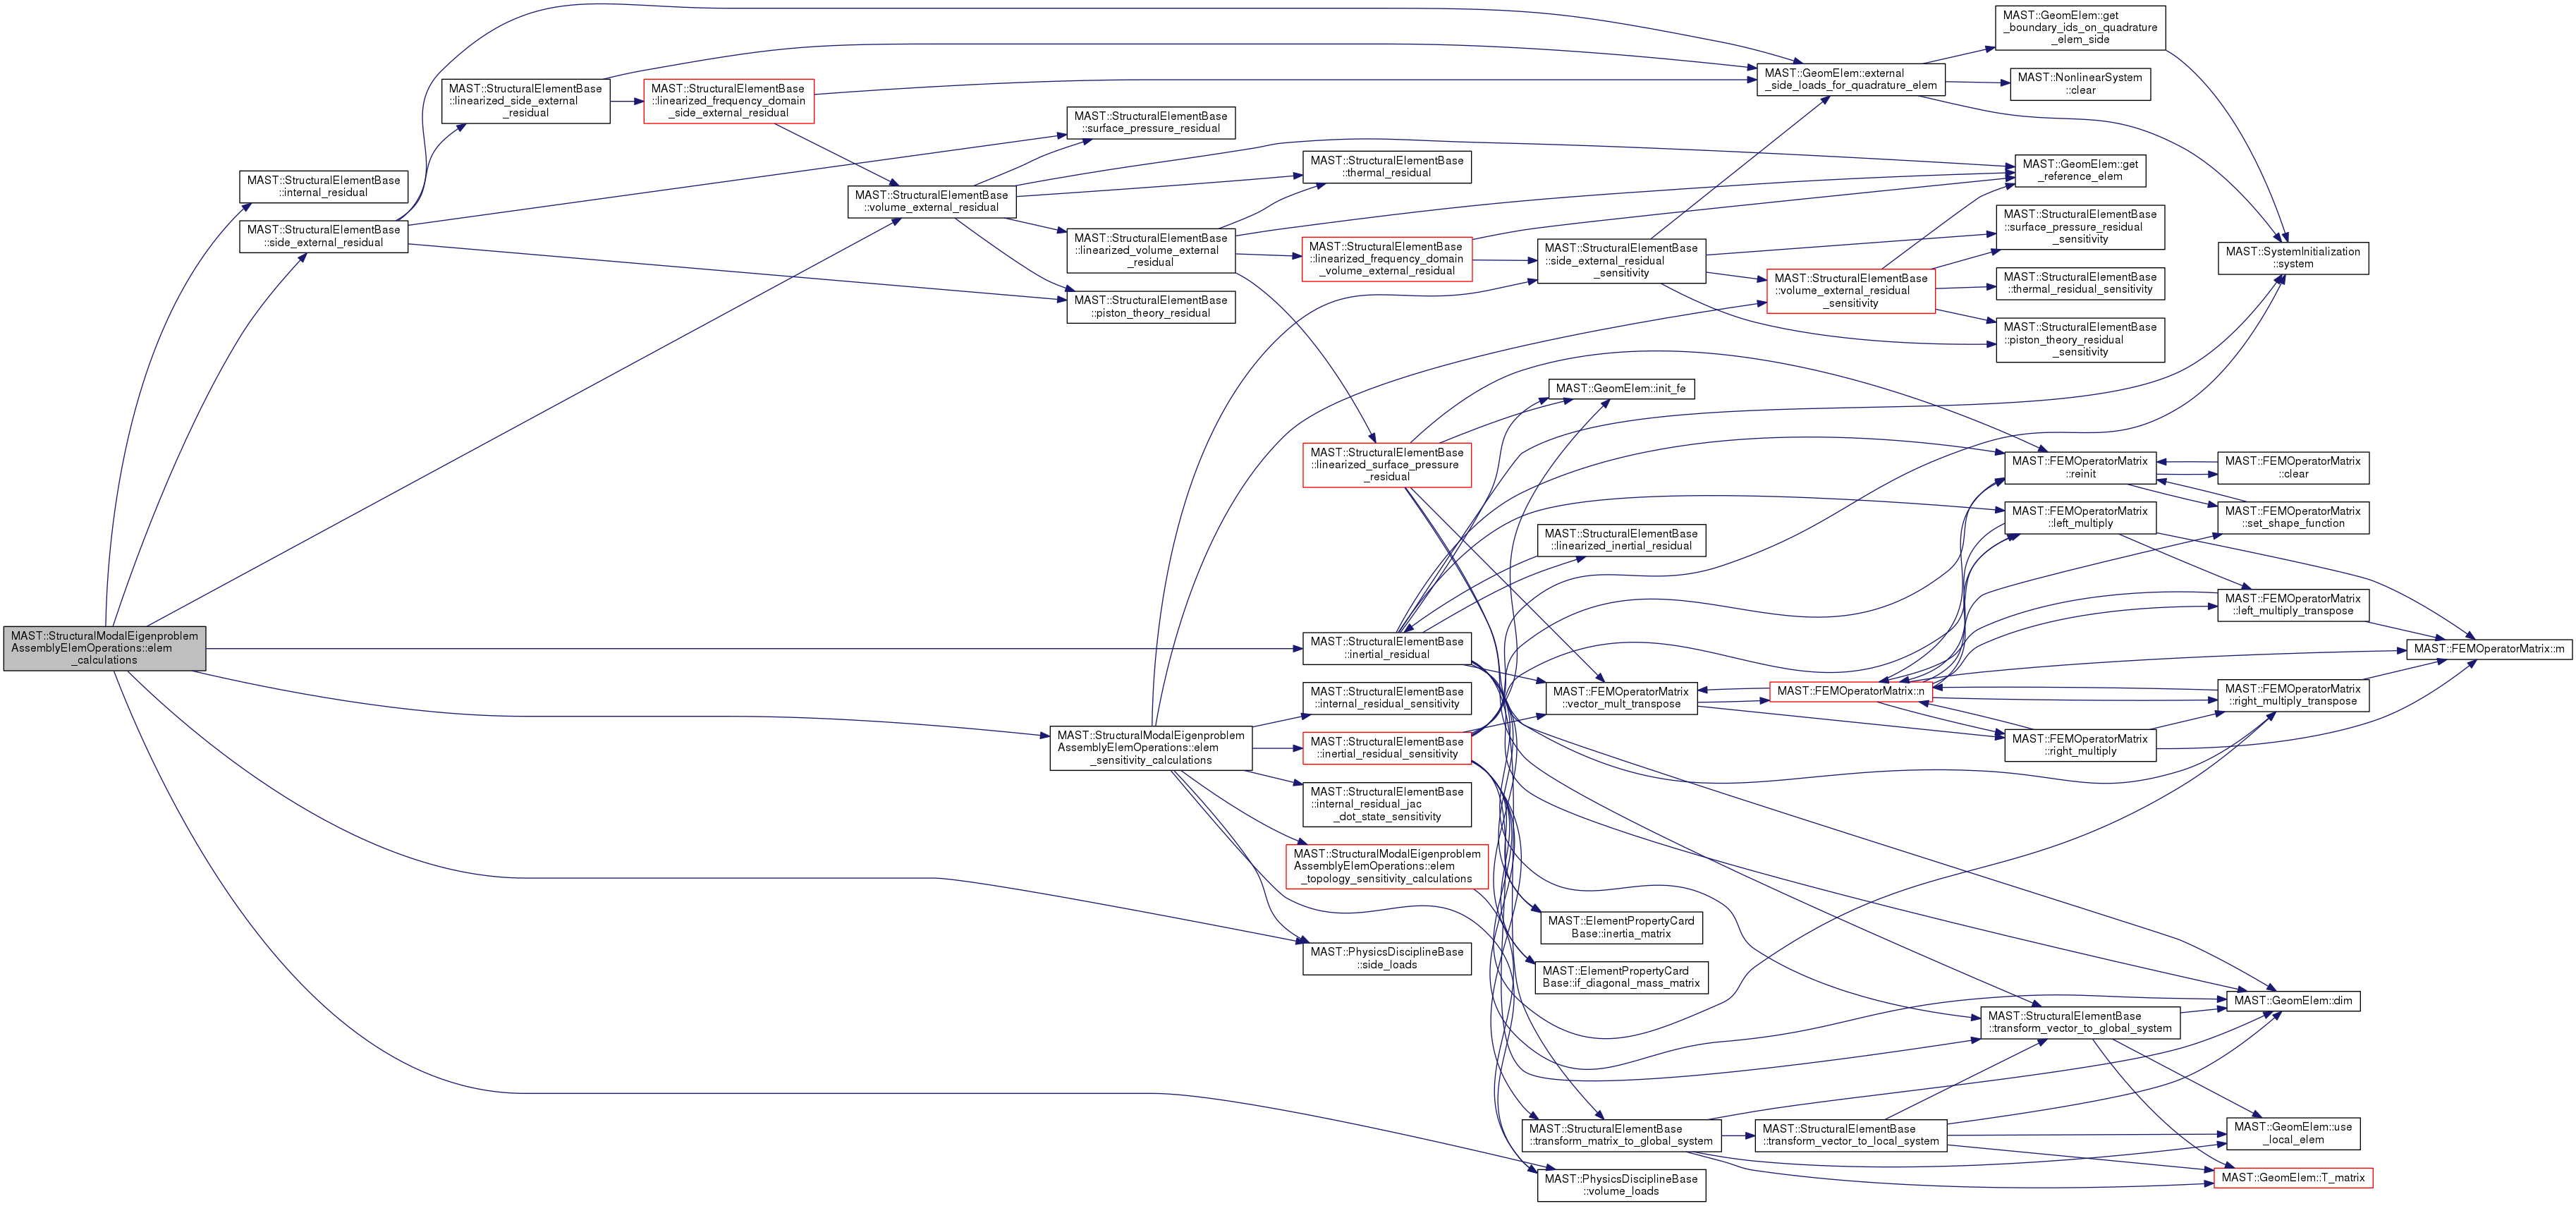 MAST::StructuralModalEigenproblem
AssemblyElemOperations::elem
_calculations
MAST::StructuralElementBase
::internal_residual
MAST::StructuralElementBase
::side_external_residual
MAST::StructuralElementBase
::linearized_side_external
_residual
MAST::StructuralElementBase
::linearized_frequency_domain
_side_external_residual
MAST::StructuralElementBase
::volume_external_residual
MAST::StructuralElementBase
::surface_pressure_residual
MAST::StructuralElementBase
::thermal_residual
MAST::StructuralElementBase
::linearized_volume_external
_residual
MAST::StructuralElementBase
::piston_theory_residual
MAST::StructuralElementBase
::linearized_frequency_domain
_volume_external_residual
MAST::StructuralElementBase
::side_external_residual
_sensitivity
MAST::GeomElem::external
_side_loads_for_quadrature_elem
MAST::StructuralElementBase
::volume_external_residual
_sensitivity
MAST::GeomElem::get
_boundary_ids_on_quadrature
_elem_side
MAST::NonlinearSystem
::clear
MAST::GeomElem::get
_reference_elem
MAST::StructuralElementBase
::surface_pressure_residual
_sensitivity
MAST::StructuralElementBase
::thermal_residual_sensitivity
MAST::StructuralElementBase
::piston_theory_residual
_sensitivity
MAST::SystemInitialization
::system
MAST::GeomElem::init_fe
MAST::StructuralElementBase
::linearized_surface_pressure
_residual
MAST::StructuralElementBase
::linearized_inertial_residual
MAST::StructuralElementBase
::inertial_residual
MAST::StructuralElementBase
::internal_residual_sensitivity
MAST::StructuralModalEigenproblem
AssemblyElemOperations::elem
_sensitivity_calculations
MAST::StructuralElementBase
::inertial_residual_sensitivity
MAST::StructuralElementBase
::internal_residual_jac
_dot_state_sensitivity
MAST::StructuralModalEigenproblem
AssemblyElemOperations::elem
_topology_sensitivity_calculations
MAST::PhysicsDisciplineBase
::side_loads
MAST::FEMOperatorMatrix
::vector_mult_transpose
MAST::FEMOperatorMatrix::n
MAST::FEMOperatorMatrix
::reinit
MAST::FEMOperatorMatrix
::clear
MAST::FEMOperatorMatrix
::left_multiply
MAST::FEMOperatorMatrix
::set_shape_function
MAST::FEMOperatorMatrix
::left_multiply_transpose
MAST::FEMOperatorMatrix::m
MAST::FEMOperatorMatrix
::right_multiply_transpose
MAST::FEMOperatorMatrix
::right_multiply
MAST::ElementPropertyCard
Base::inertia_matrix
MAST::ElementPropertyCard
Base::if_diagonal_mass_matrix
MAST::GeomElem::dim
MAST::StructuralElementBase
::transform_vector_to_global_system
MAST::StructuralElementBase
::transform_matrix_to_global_system
MAST::StructuralElementBase
::transform_vector_to_local_system
MAST::GeomElem::use
_local_elem
MAST::GeomElem::T_matrix
MAST::PhysicsDisciplineBase
::volume_loads